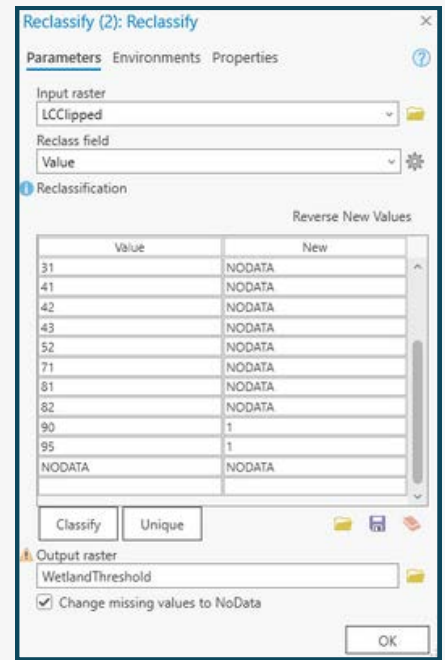 Reclassify (2): Reclassify
Parameters Environments Properties
Input raster
LCClipped
Reclass field
Value
Reclassification
Reverse New Values
Value New
31 NODATA
41 NODATA
42 NODATA
43 NODATA
52 NODATA
71 NODATA
81 NODATA
82 NODATA
90 1
95 1
NODATA NODATA
Classify Unique
Output raster
WetlandThreshold
Change missing values to NoData
OK